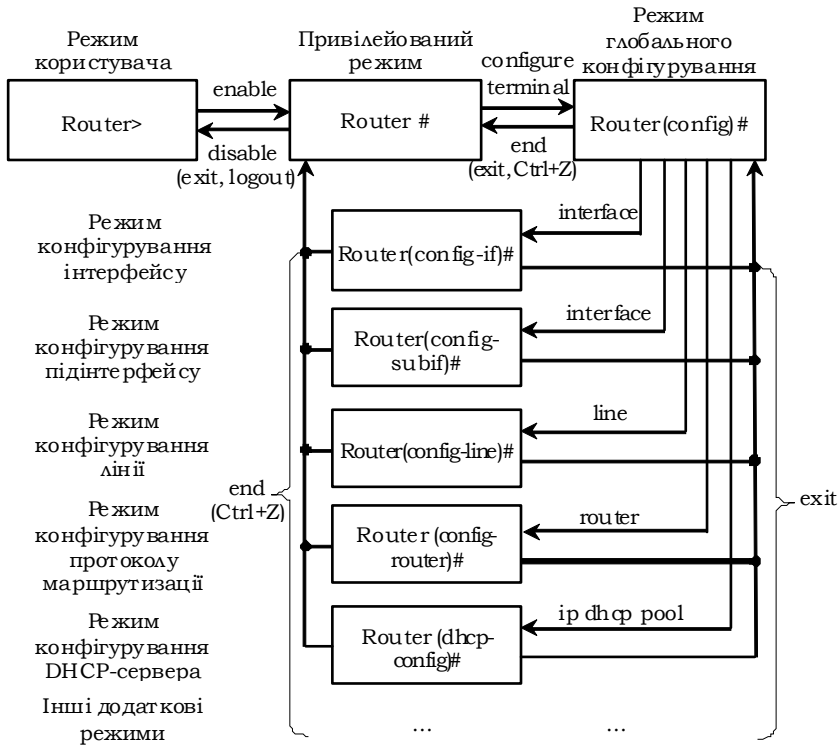 Режим
користувача
Привілейований
режим
Режим
глобального
конфігурування
Router>
enable
disable
(exit, logout)
Router #
configure
terminal
end
(exit, Ctrl+Z)
Router(config)#
Режим
конфігурування
інтерфейсу
Router(config-if)#
interface
Режим
конфігурування
підінтерфейсу
Router(config-
subif)#
interface
Режим
конфігурування
лінії
Router(config-line)#
line
end
(Ctrl+Z)
exit
Режим
конфігурування
протоколу
маршрутизації
Router (config-
router)#
router
Режим
конфігурування
DHCP-сервера
Router (dhcp-
config)#
ip dhcp pool
Інші додаткові
режими
...
...